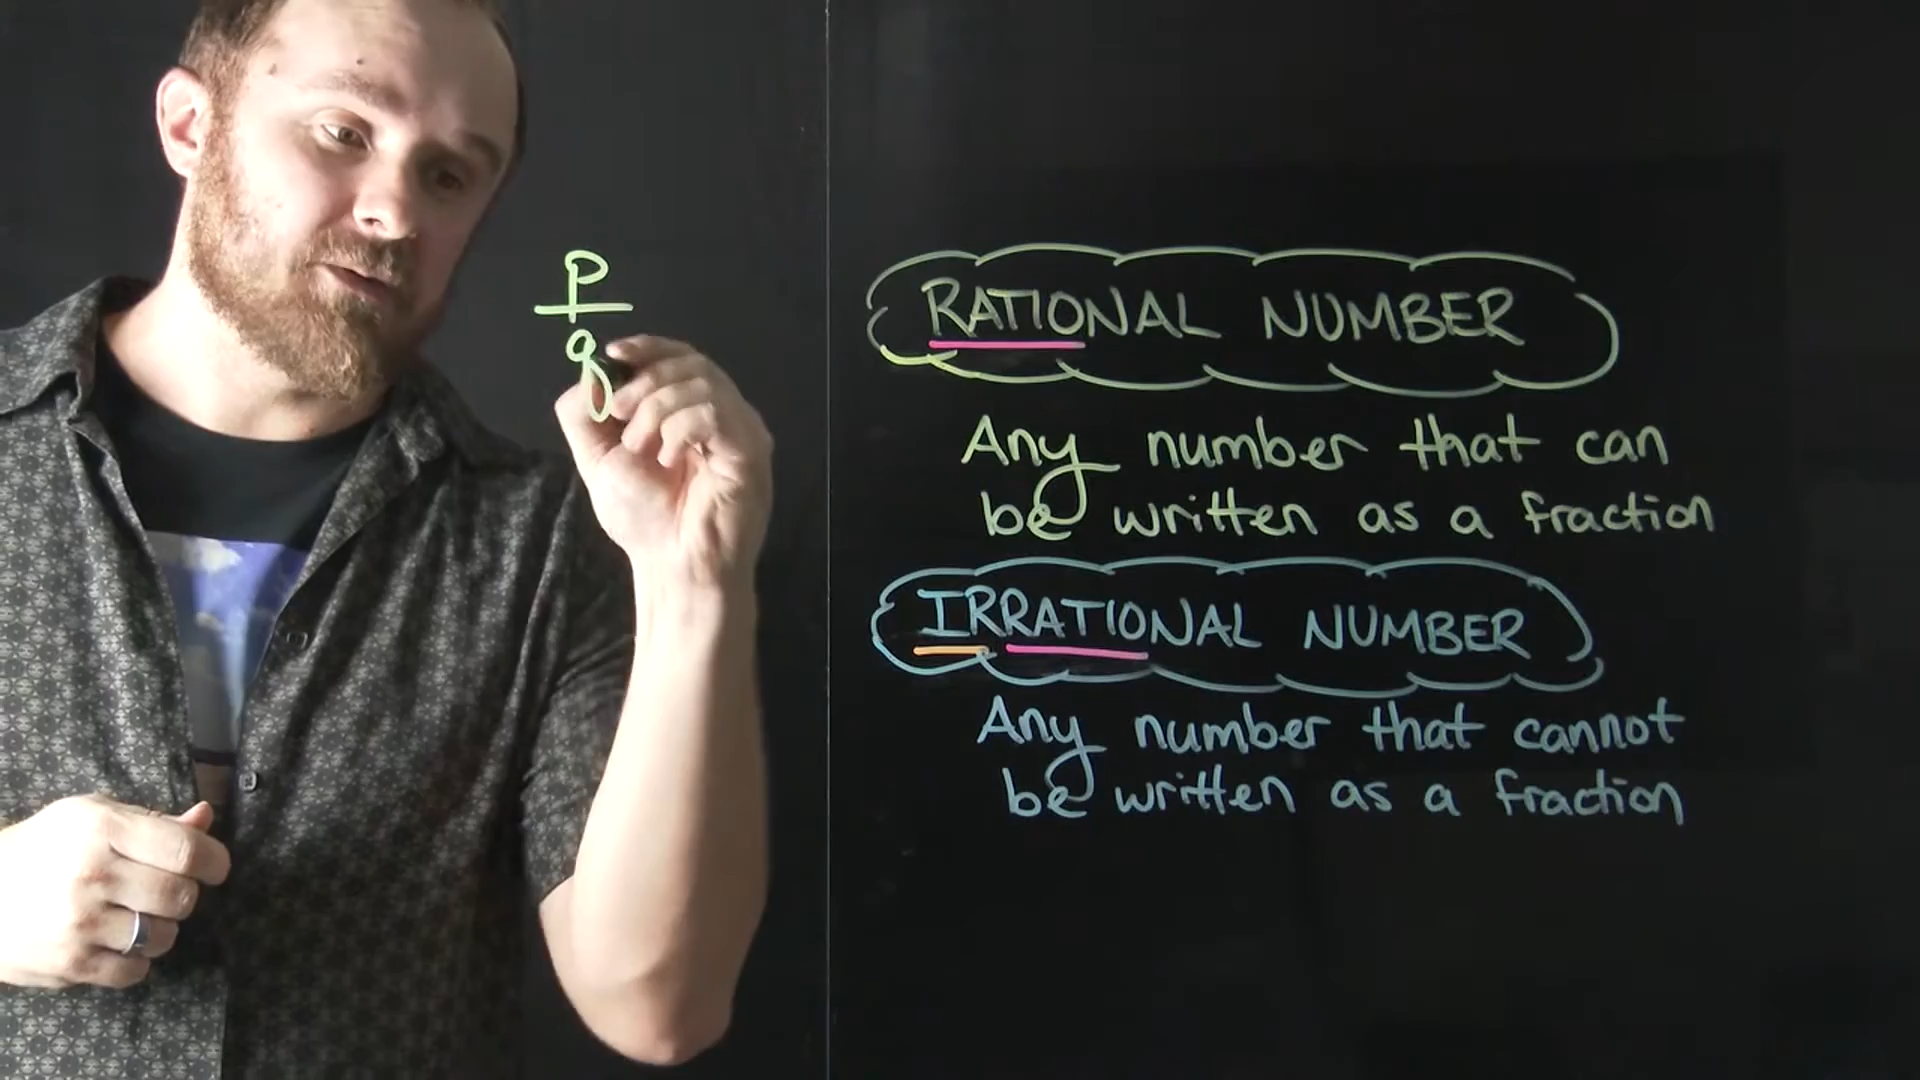 p
q
RATIONAL NUMBER
Any number that can
be written as a fraction
IRRATIONAL NUMBER
Any number that cannot
be written as a fraction